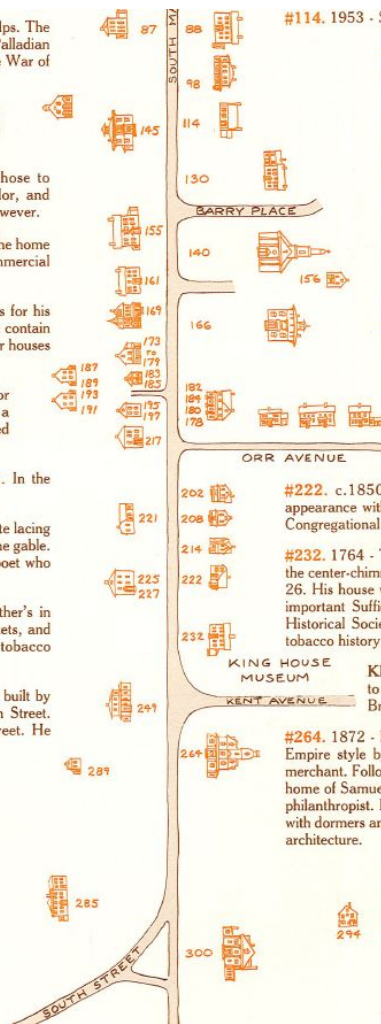 lps. The
Palladian
War of
hose to
lor, and
wever.
he home
mmercial
s for his
contain
r houses
or
a
ed
. In the
te lacing
he gable.
poet who
ther's in
ets, and
tobacco
built by
n Street.
reet. He
SOUTH M
87
88
98
145
114
130
BARRY PLACE
155
140
161
156
169
166
173
TO
179
187
189
183
185
193
191
195
197
182
184
180
178
217
ORR AVENUE
202
221
208
214
225
227
222
232
KING HOUSE
MUSEUM
KENT AVENUE
249
264
289
285
294
300
SOUTH STREET
#114. 1953 -
#222. c.1850
appearance wit
Congregational
#232. 1764 -
the center-chim
26. His house
important Suffi
Historical Socie
tobacco history
K
to
Br
#264. 1872 -
Empire style b
merchant. Follo
home of Samue
philanthropist.
with dormers an
architecture.